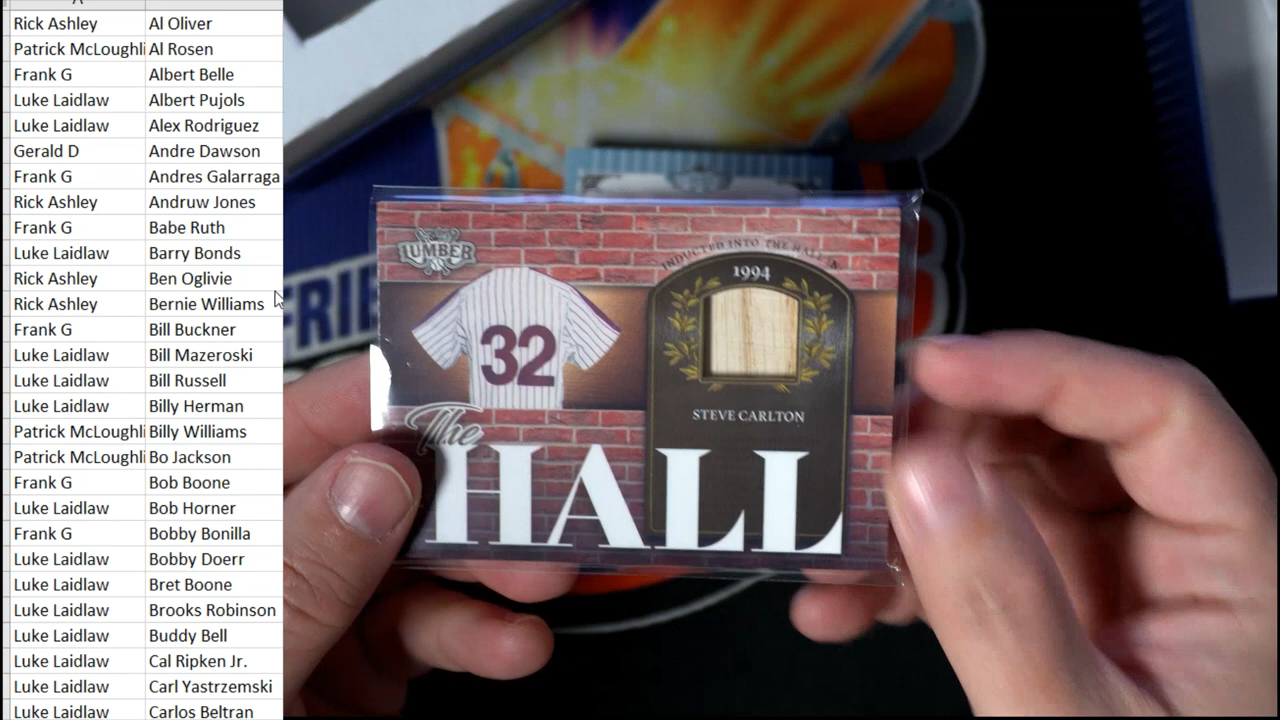 A
Rick Ashley Al Oliver
Patrick McLoughli Al Rosen
Frank G Albert Belle
Luke Laidlaw Albert Pujols
Luke Laidlaw Alex Rodriguez
Gerald D Andre Dawson
Frank G Andres Galarraga
Rick Ashley Andruw Jones
Frank G Babe Ruth
Luke Laidlaw Barry Bonds
Rick Ashley Ben Oglivie
Rick Ashley Bernie Williams
Frank G Bill Buckner
Luke Laidlaw Bill Mazeroski
Luke Laidlaw Bill Russell
Luke Laidlaw Billy Herman
Patrick McLoughli Billy Williams
Patrick McLoughli Bo Jackson
Frank G Bob Boone
Luke Laidlaw Bob Horner
Frank G Bobby Bonilla
Luke Laidlaw Bobby Doerr
Luke Laidlaw Bret Boone
Luke Laidlaw Brooks Robinson
Luke Laidlaw Buddy Bell
Luke Laidlaw Cal Ripken Jr.
Luke Laidlaw Carl Yastrzemski
Luke Laidlaw Carlos Beltran
LUMBER
INDUCTED INTO THE HALL
1994
32
STEVE CARLTON
The
HALL
FRIE